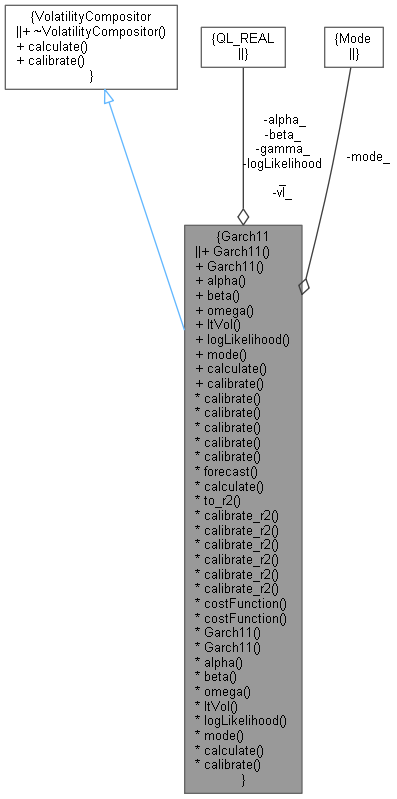 {VolatilityCompositor
||+ ~VolatilityCompositor()
+ calculate()
+ calibrate()
}
{QL_REAL
||}
{Mode
||}
-alpha_
-beta_
-gamma_
-logLikelihood
_
-vl_
-mode_
{Garch11
||+ Garch11()
+ Garch11()
+ alpha()
+ beta()
+ omega()
+ ltVol()
+ logLikelihood()
+ mode()
+ calculate()
+ calibrate()
* calibrate()
* calibrate()
* calibrate()
* calibrate()
* calibrate()
* forecast()
* calculate()
* to_r2()
* calibrate_r2()
* calibrate_r2()
* calibrate_r2()
* calibrate_r2()
* calibrate_r2()
* calibrate_r2()
* costFunction()
* costFunction()
* Garch11()
* Garch11()
* alpha()
* beta()
* omega()
* ltVol()
* logLikelihood()
* mode()
* calculate()
* calibrate()
}